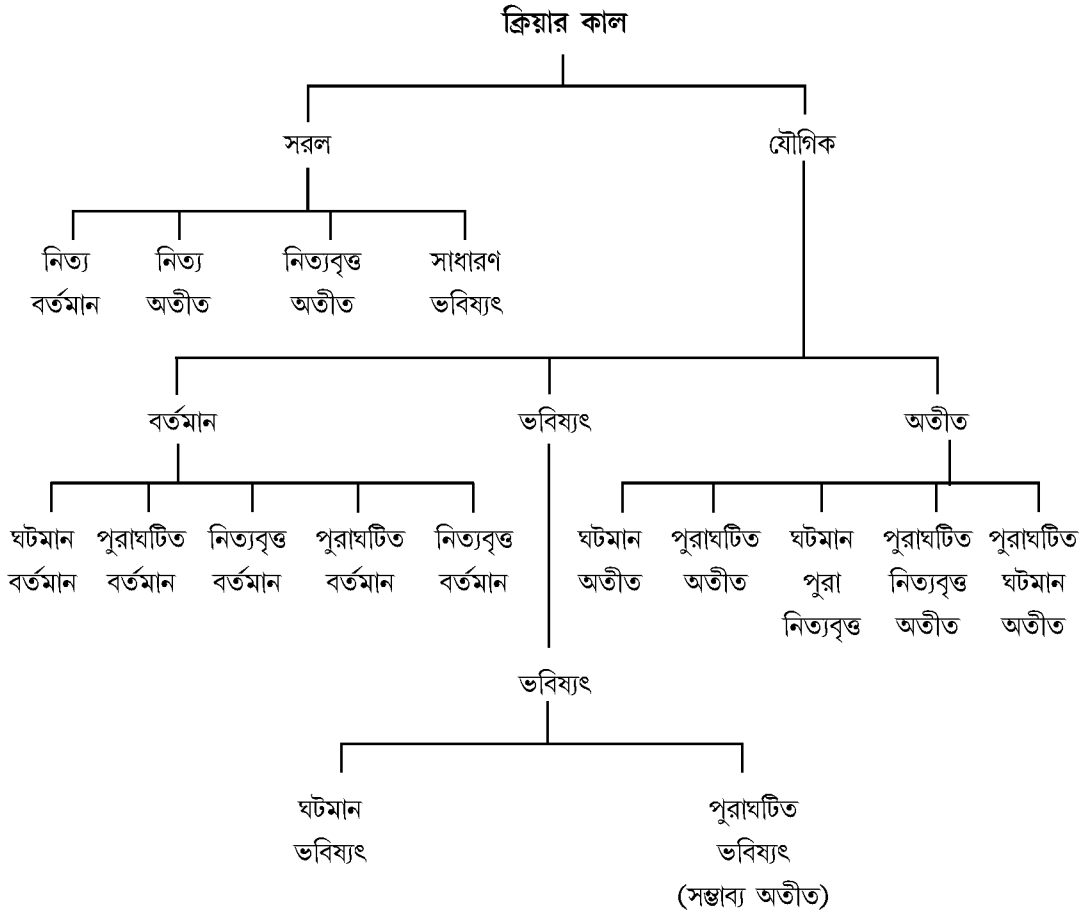 ক্রিয়ার কাল
সরল যৌগিক
নিত্য নিত্য নিত্যবৃত্ত সাধারণ
বর্তমান অতীত অতীত ভবিষ্যৎ
বর্তমান ভবিষ্যৎ অতীত
ঘটমান পুরাঘটিত নিত্যবৃত্ত পুরাঘটিত নিত্যবৃত্ত ঘটমান পুরাঘটিত ঘটমান পুরাঘটিত পুরাঘটিত
বর্তমান বর্তমান বর্তমান বর্তমান বর্তমান অতীত অতীত পুরা নিত্যবৃত্ত ঘটমান
নিত্যবৃত্ত অতীত অতীত
ভবিষ্যৎ
ঘটমান পুরাঘটিত
ভবিষ্যৎ ভবিষ্যৎ
(সম্ভাব্য অতীত)